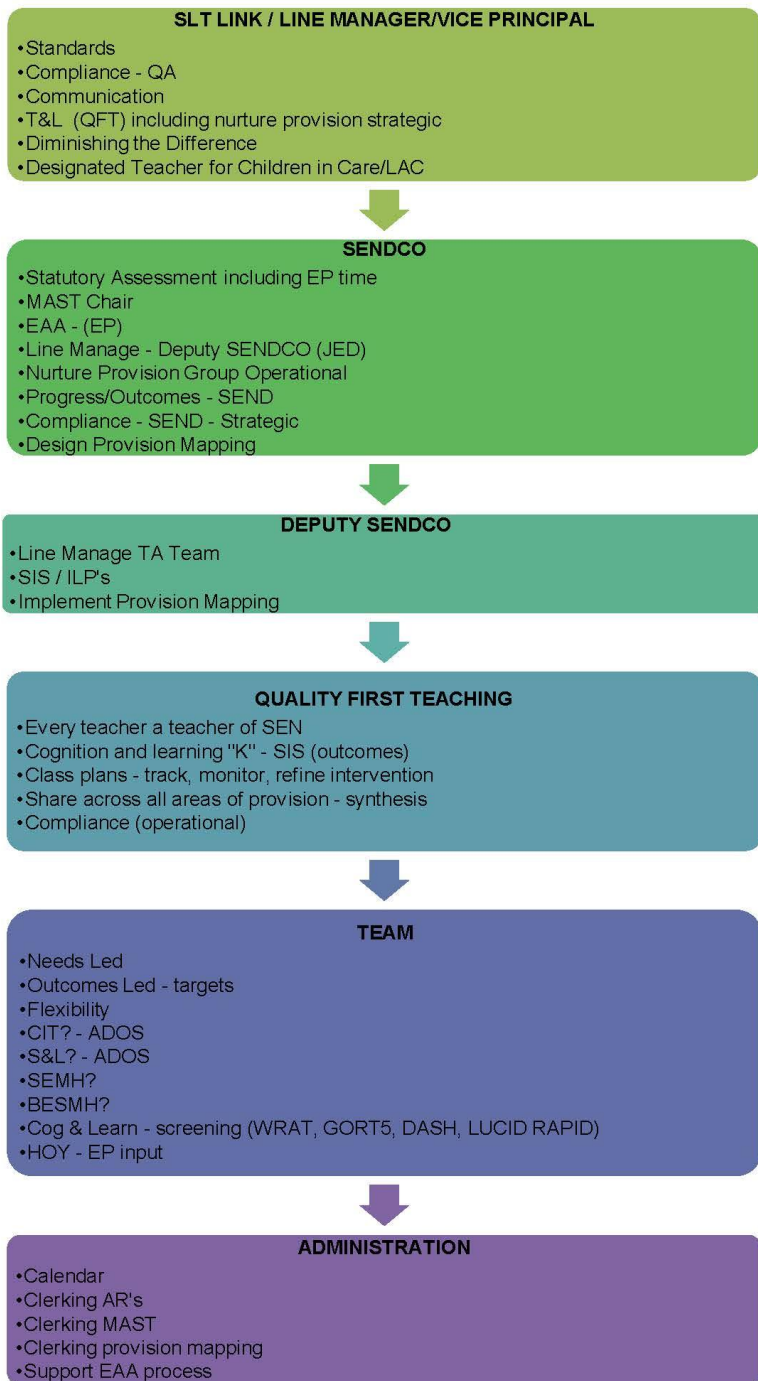 SLT LINK / LINE MANAGER/VICE PRINCIPAL
•Standards
•Compliance - QA
•Communication
•T&L (QFT) including nurture provision strategic
•Diminishing the Difference
•Designated Teacher for Children in Care/LAC
SENDCO
•Statutory Assessment including EP time
•MAST Chair
•EAA - (EP)
•Line Manage - Deputy SENDCO (JED)
•Nurture Provision Group Operational
•Progress/Outcomes - SEND
•Compliance - SEND - Strategic
•Design Provision Mapping
DEPUTY SENDCO
•Line Manage TA Team
•SIS / ILP's
•Implement Provision Mapping
QUALITY FIRST TEACHING
•Every teacher a teacher of SEN
•Cognition and learning "K" - SIS (outcomes)
•Class plans - track, monitor, refine intervention
•Share across all areas of provision - synthesis
•Compliance (operational)
TEAM
•Needs Led
•Outcomes Led - targets
•Flexibility
•CIT? - ADOS
•S&L? - ADOS
•SEMH?
•BESMH?
•Cog & Learn - screening (WRAT, GORT5, DASH, LUCID RAPID)
•HOY - EP input
ADMINISTRATION
•Calendar
•Clerking AR's
•Clerking MAST
•Clerking provision mapping
•Support EAA process